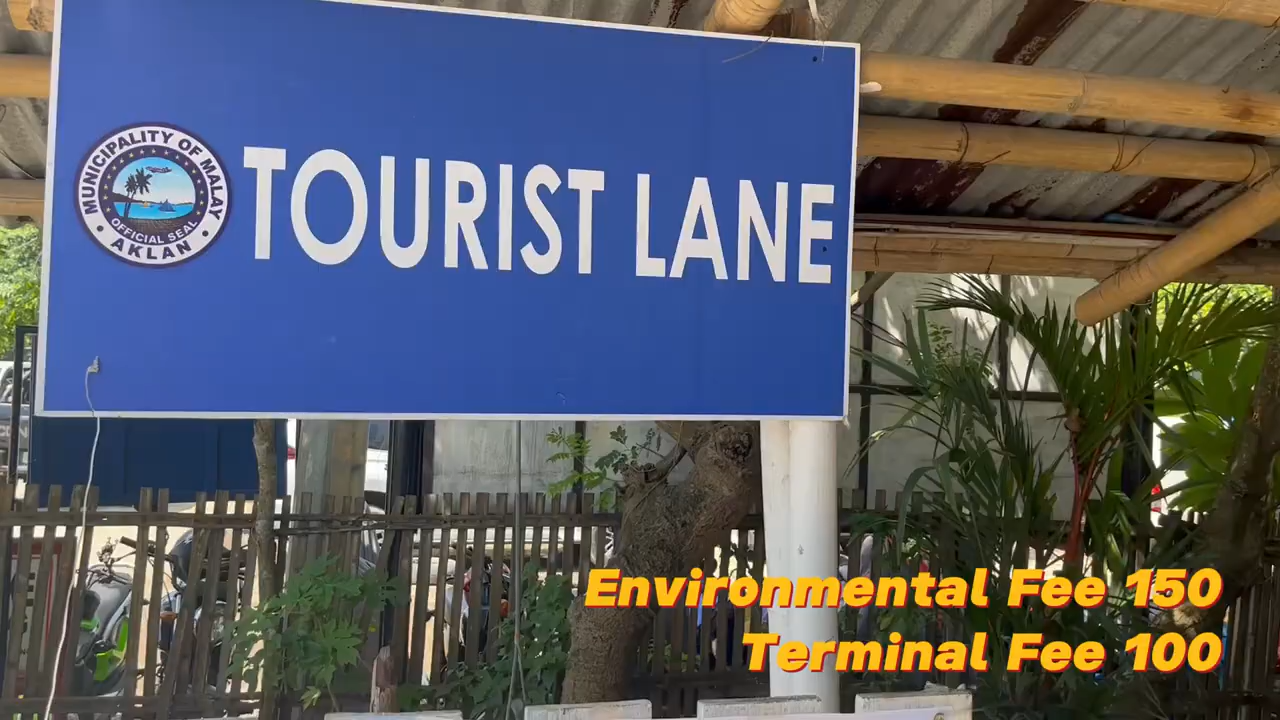 MUNICIPALITY OF MALAY
OFFICIAL SEAL
• AKLAN •
TOURIST LANE
Environmental Fee 150
Terminal Fee 100